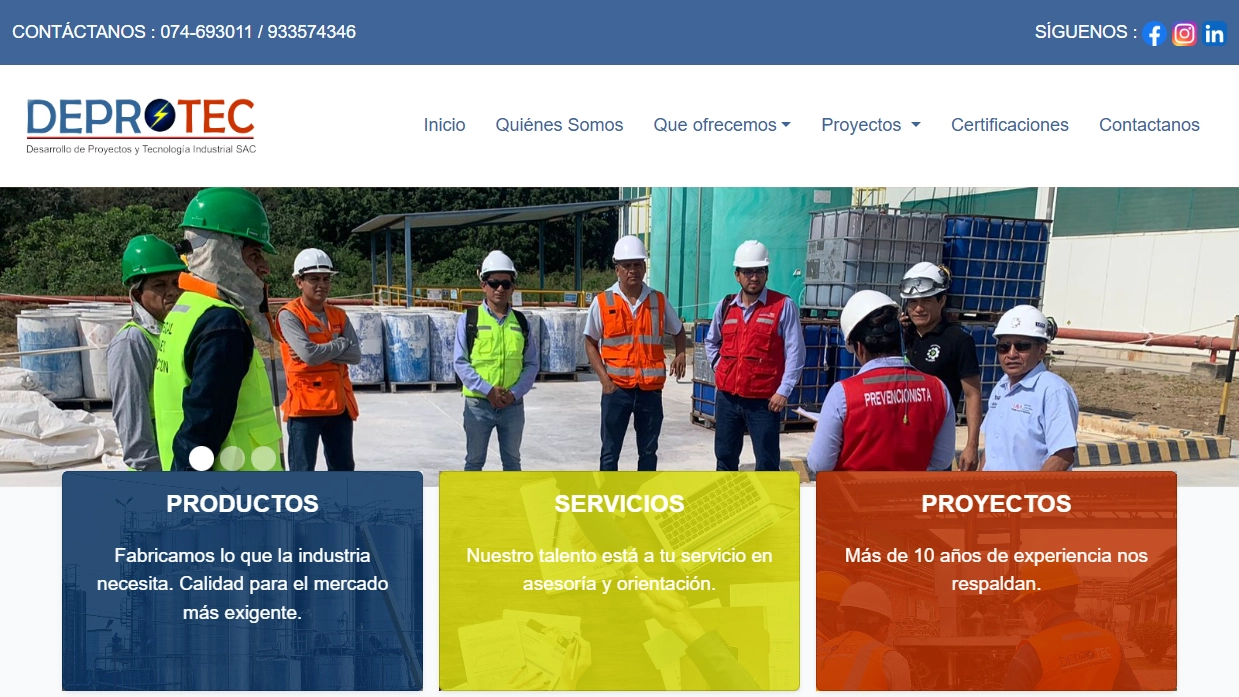 CONTÁCTANOS : 074-693011 / 933574346
SÍGUENOS :
DEPROTEC
Desarrollo de Proyectos y Tecnología Industrial SAC
Inicio
Quiénes Somos
Que ofrecemos
Proyectos
Certificaciones
Contactanos
PREVENCIONISTA
PRODUCTOS
Fabricamos lo que la industria
necesita. Calidad para el mercado
más exigente.
SERVICIOS
Nuestro talento está a tu servicio en
asesoría y orientación.
PROYECTOS
Más de 10 años de experiencia nos
respaldan.